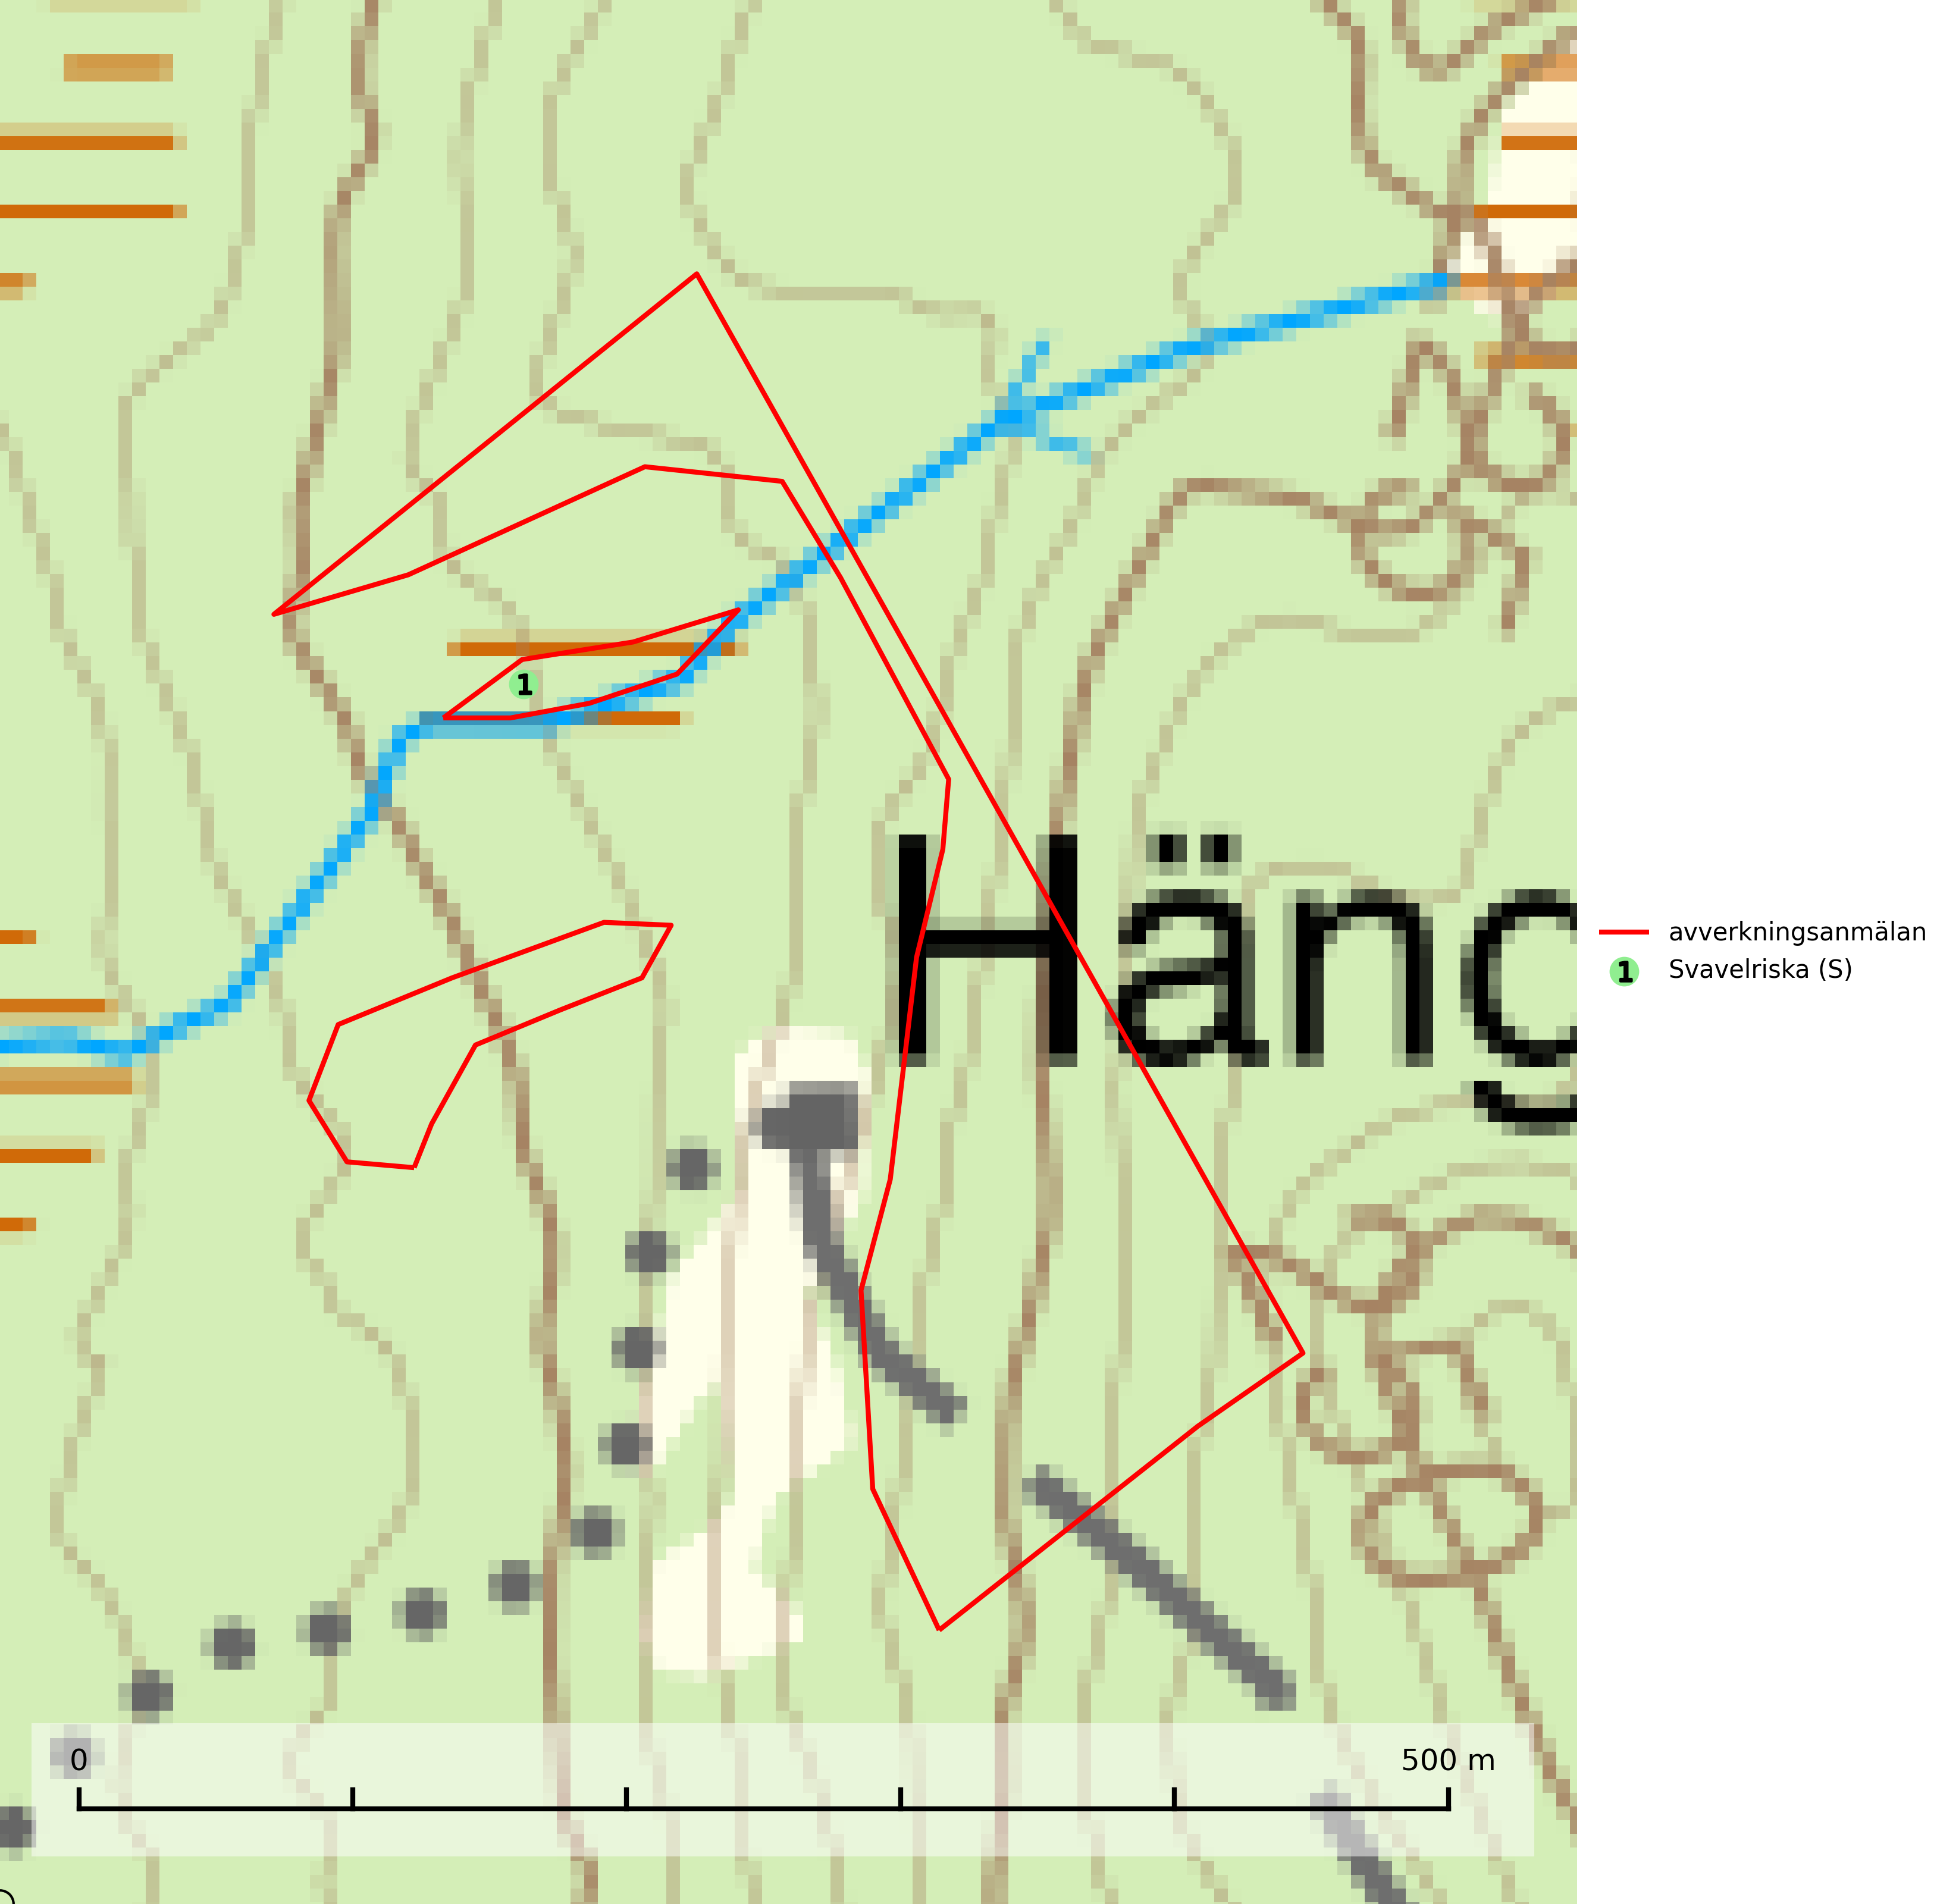 1
Häng
avverkningsanmälan
1 Svavelriska (S)
0 500 m